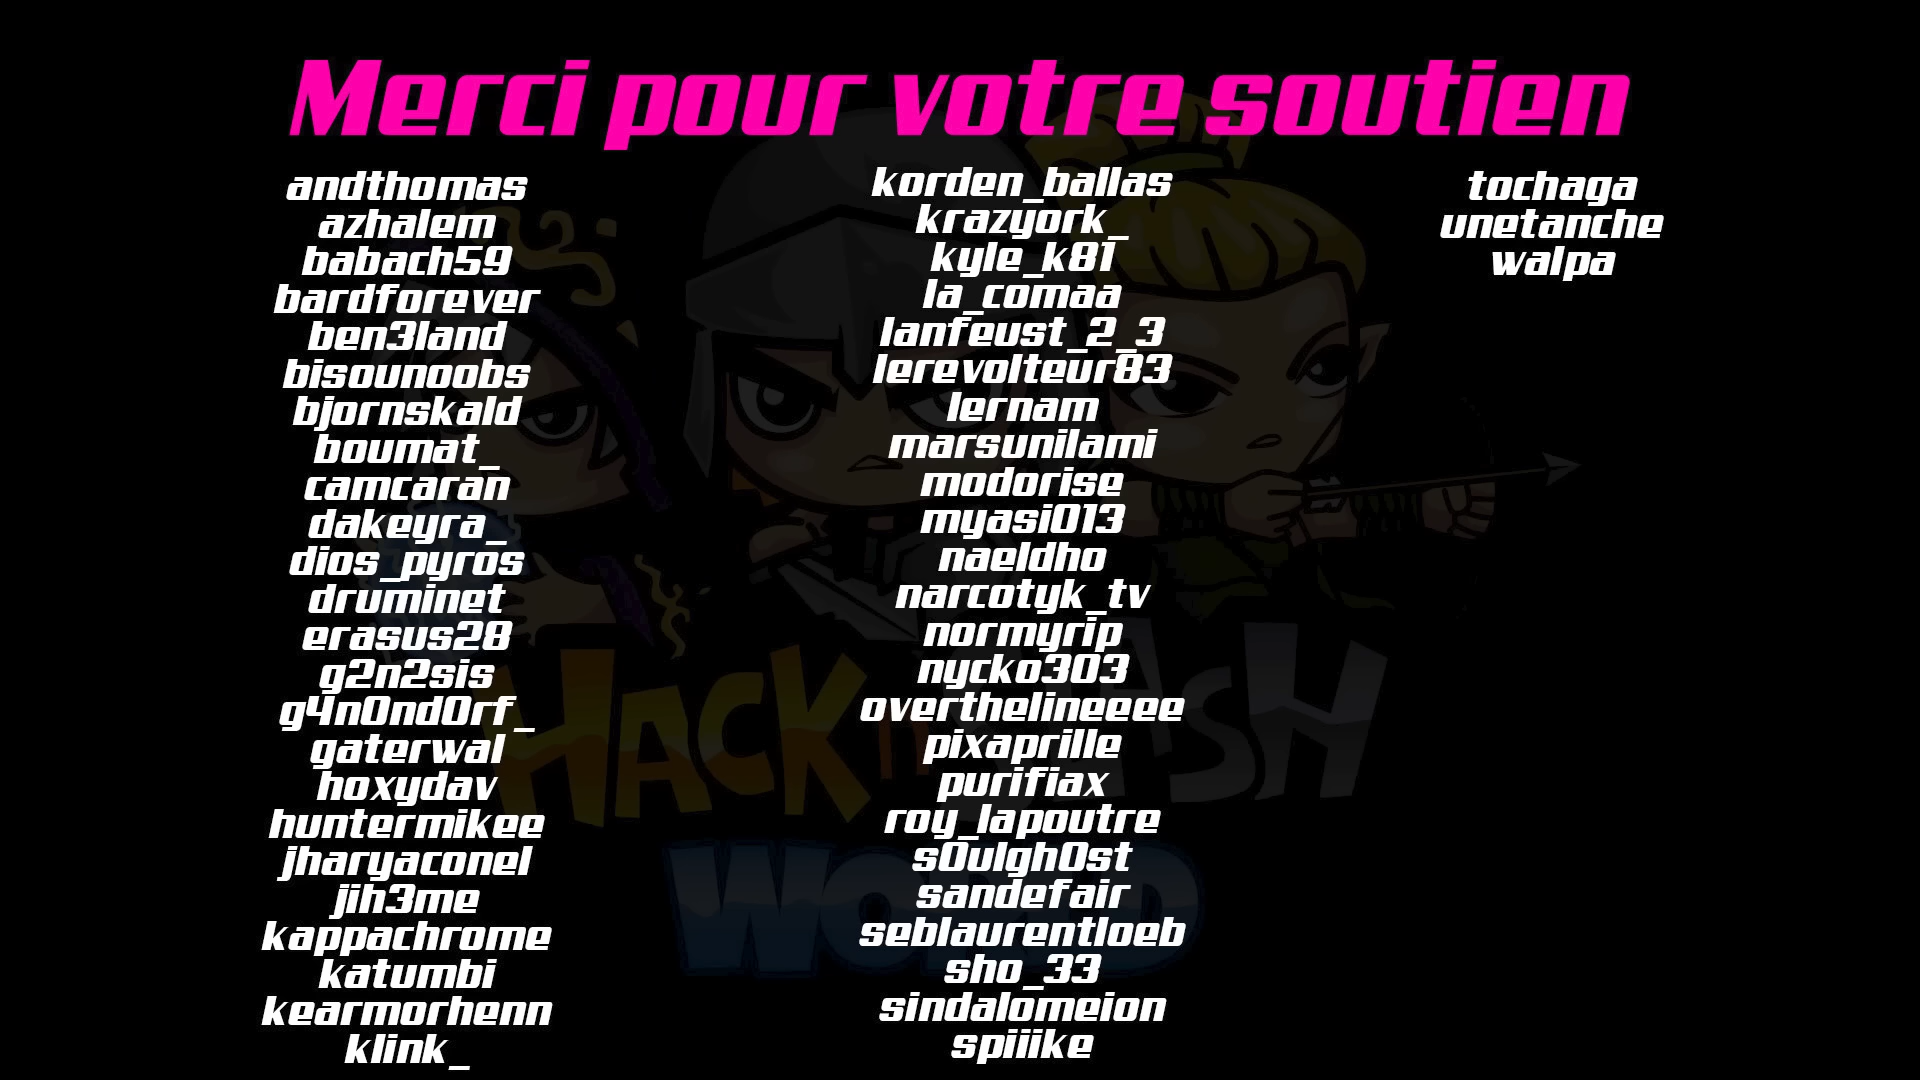 Merci pour votre soutien
andthomas
azhalem
babach59
bardforever
ben3land
bisounoobs
bjornskald
boumat_
camcaran
dakeyra_
dios_pyros
druminet
erasus28
g2n2sis
g4n0nd0rf_
gaterwal
hoxydav
huntermikee
jharyaconel
jih3me
kappachrome
katumbi
kearmorhenn
klink_
korden_ballas
krazyork_
kyle_k81
la_comaa
lanfeust_2_3
lerevolteur83
lernam
marsunilami
modorise
myasi013
naeldho
narcotyk_tv
normyrip
nycko303
overthelineeee
pixaprille
purifiax
roy_lapoutre
s0ulgh0st
sandefair
seblaurentloeb
sho_33
sindalomeion
spiiike
tochaga
unetanche
walpa
HACK
WORLD